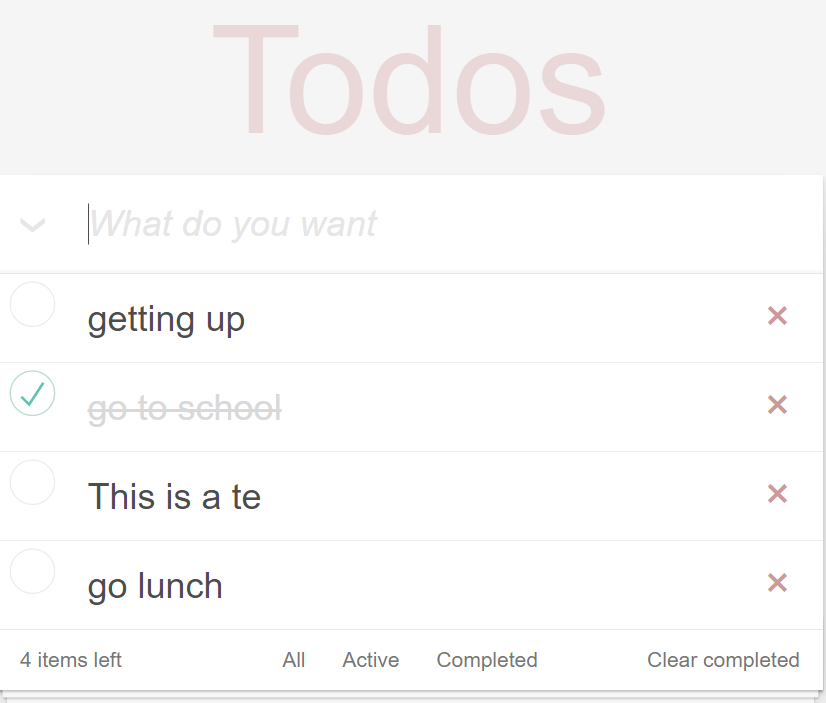 Todos
What do you want
getting up
go to school
This is a te
go lunch
4 items left All Active Completed Clear completed